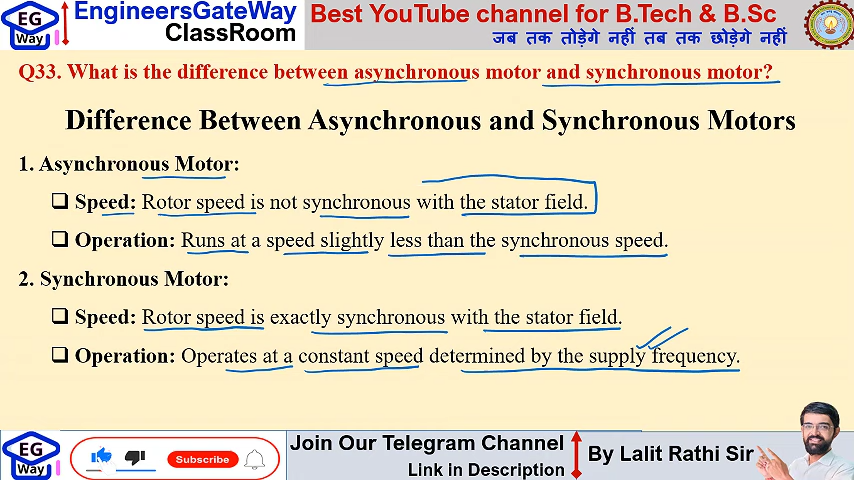 EG
Way
EngineersGateWay
ClassRoom
Best YouTube channel for B.Tech & B.Sc
जब तक तोड़ेगे नहीं तब तक छोड़ेगे नहीं
Q33. What is the difference between asynchronous motor and synchronous motor?
Difference Between Asynchronous and Synchronous Motors
1. Asynchronous Motor:
❑ Speed: Rotor speed is not synchronous with the stator field.
❑ Operation: Runs at a speed slightly less than the synchronous speed.
2. Synchronous Motor:
❑ Speed: Rotor speed is exactly synchronous with the stator field.
❑ Operation: Operates at a constant speed determined by the supply frequency.
EG
Way
Subscribe
Join Our Telegram Channel
Link in Description
By Lalit Rathi Sir